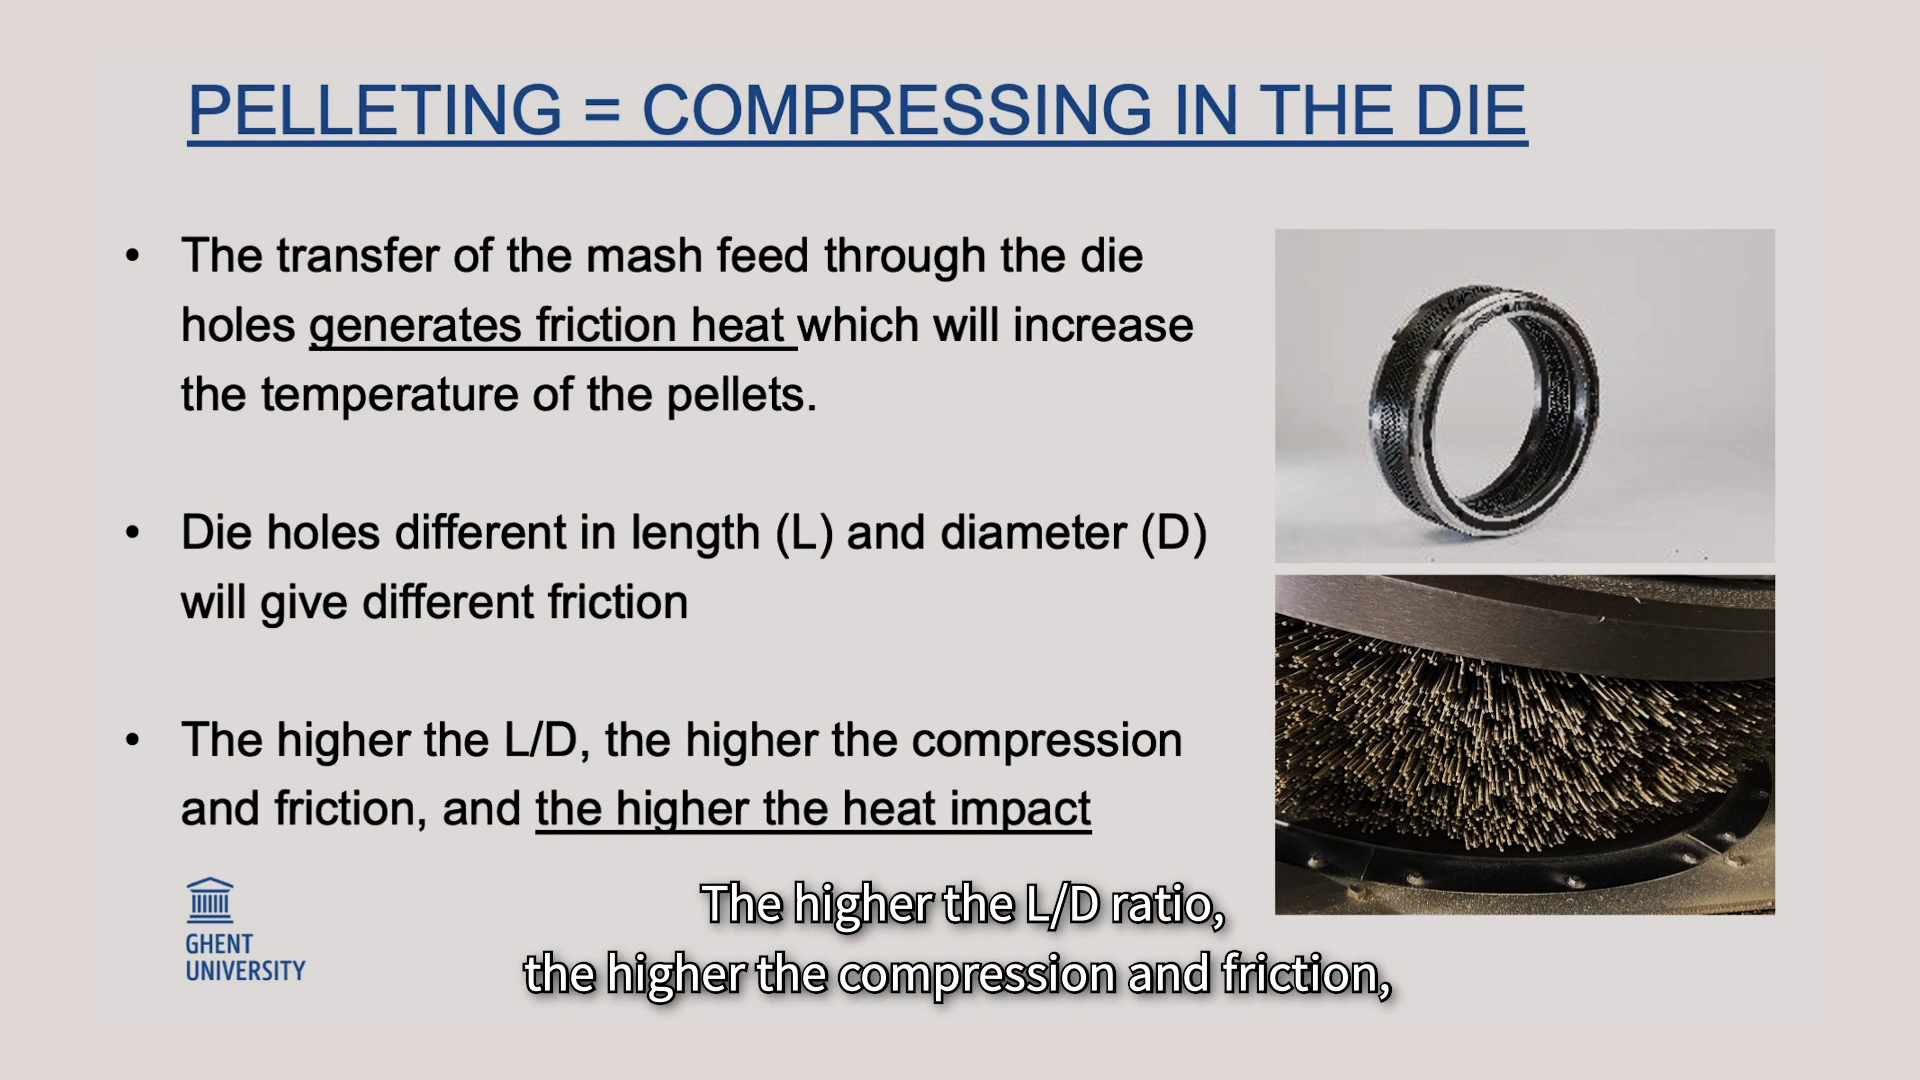 PELLETING = COMPRESSING IN THE DIE
• The transfer of the mash feed through the die
holes generates friction heat which will increase
the temperature of the pellets.
• Die holes different in length (L) and diameter (D)
will give different friction
• The higher the L/D, the higher the compression
and friction, and the higher the heat impact
GHENT
UNIVERSITY
The higher the L/D ratio,
the higher the compression and friction,